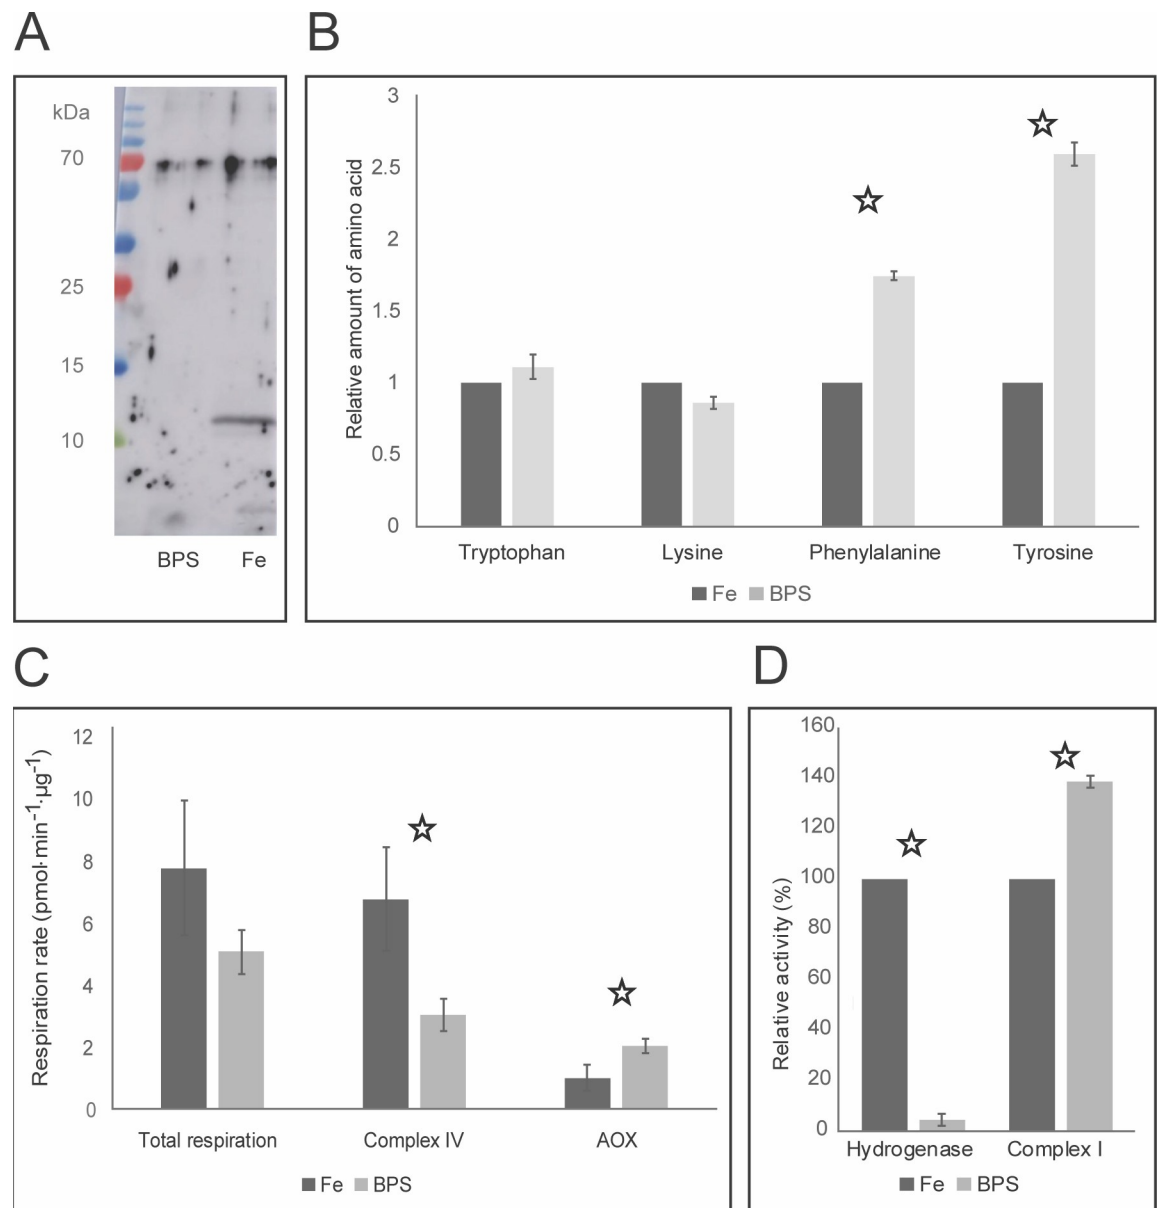 A
kDa
70
25
15
10
BPS Fe
B
Relative amount of amino acid
3
2.5
2
1.5
1
0.5
0
Tryptophan Lysine Phenylalanine Tyrosine
Fe BPS
C
Respiration rate (pmol·min⁻¹·µg⁻¹)
12
10
8
6
4
2
0
Total respiration Complex IV AOX
Fe BPS
D
Relative activity (%)
160
140
120
100
80
60
40
20
0
Hydrogenase Complex I
Fe BPS